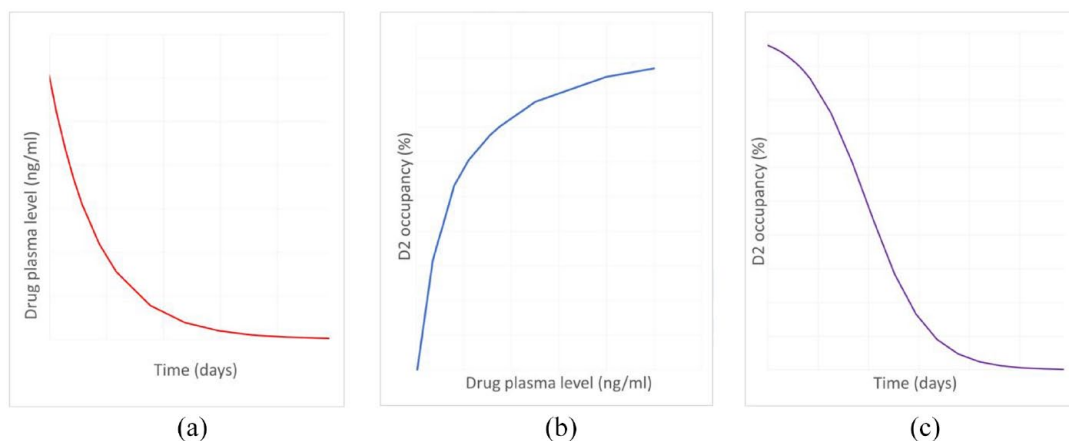 Drug plasma level (ng/ml)
Time (days)
(a)
D2 occupancy (%)
Drug plasma level (ng/ml)
(b)
D2 occupancy (%)
Time (days)
(c)